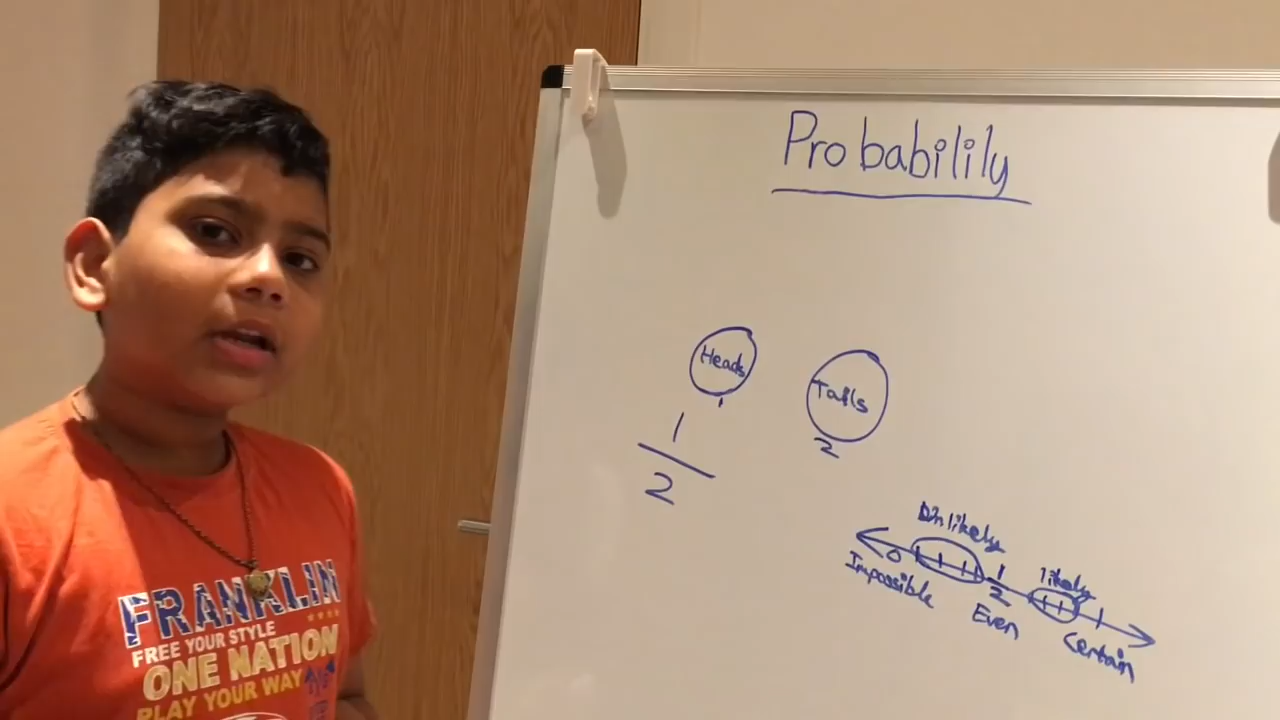 Probabilily
Heads
Tails
1
1
2
2
Unlikely
likely
0
1
2
Impossible
Even
Certain
FRANKLIN
FREE YOUR STYLE
ONE NATION
PLAY YOUR WAY